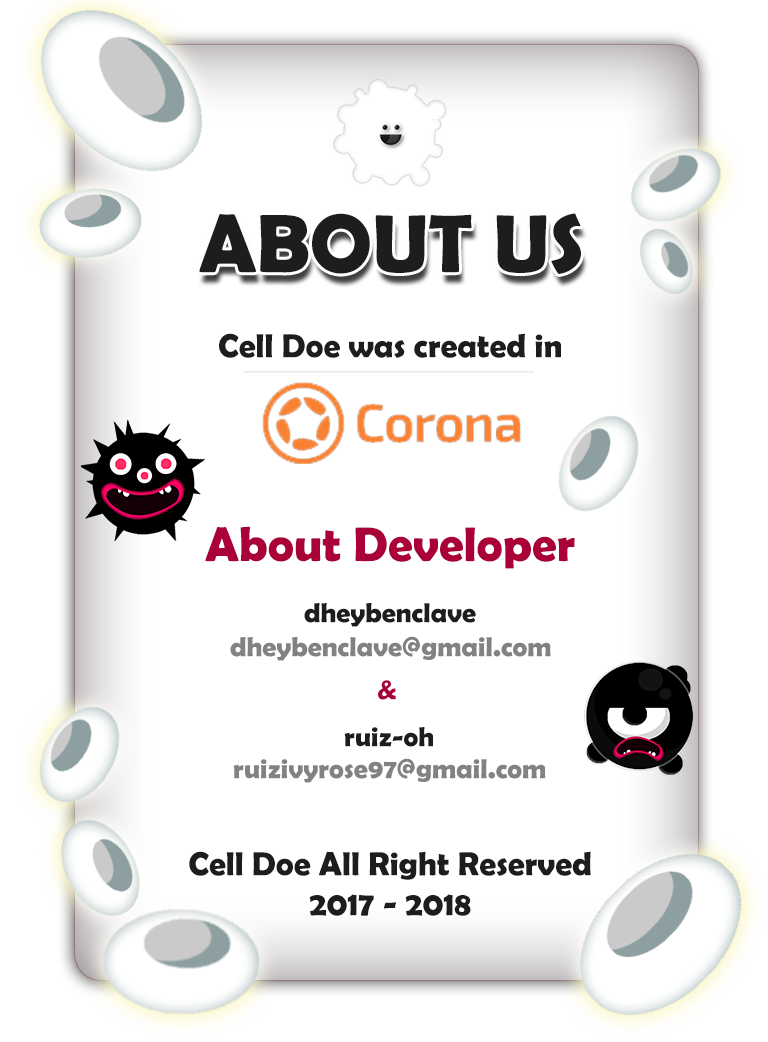 ABOUT US
Cell Doe was created in
Corona
About Developer
dheybenclave
dheybenclave@gmail.com
&
ruiz-oh
ruizivyrose97@gmail.com
Cell Doe All Right Reserved
2017 - 2018